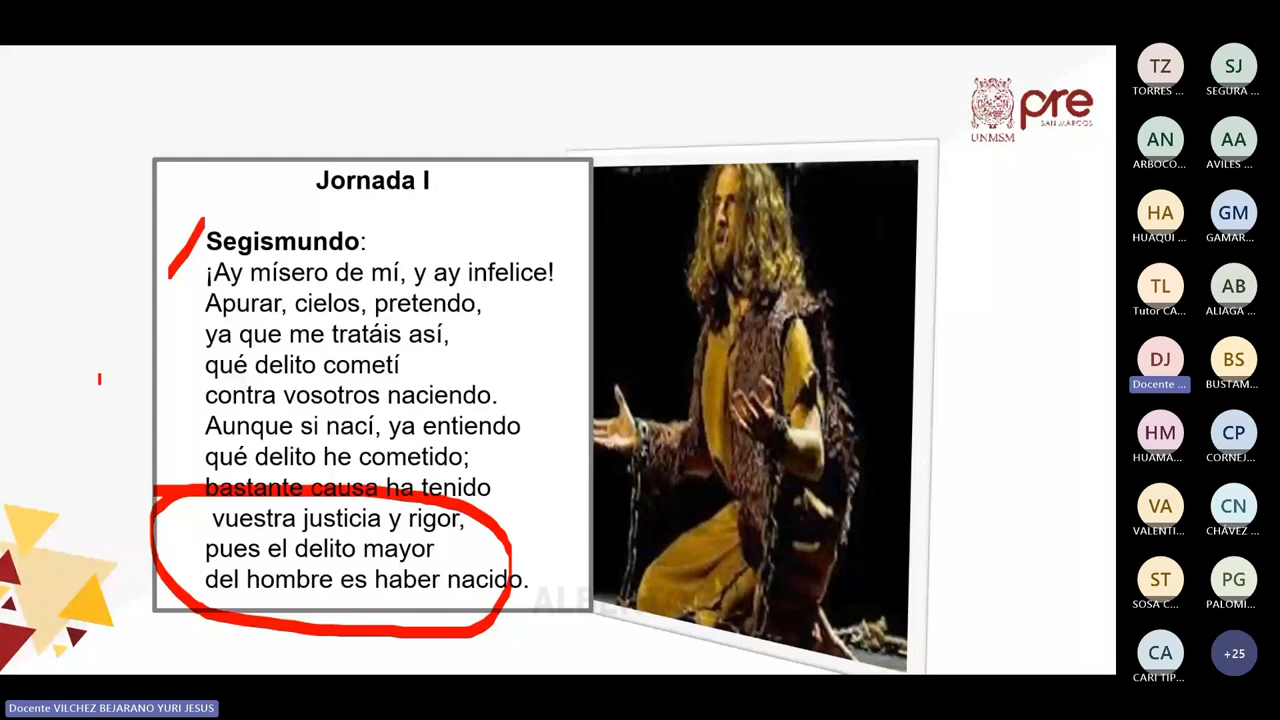 pre
SAN MARCOS
UNMSM
Jornada I
Segismundo:
¡Ay mísero de mí, y ay infelice!
Apurar, cielos, pretendo,
ya que me tratáis así,
qué delito cometí
contra vosotros naciendo.
Aunque si nací, ya entiendo
qué delito he cometido;
bastante causa ha tenido
vuestra justicia y rigor,
pues el delito mayor
del hombre es haber nacido.
TZ SJ
TORRES ... SEGURA ...
AN AA
ARBOCO... AVILES ...
HA GM
HUAQUI ... GAMAR...
TL AB
Tutor CA... ALIAGA ...
DJ BS
Docente ... BUSTAM...
HM CP
HUAMA... CORNEJ...
VA CN
VALENTI... CHÁVEZ ...
ST PG
SOSA C... PALOMI...
CA +25
CARI TIP...
Docente VILCHEZ BEJARANO YURI JESUS